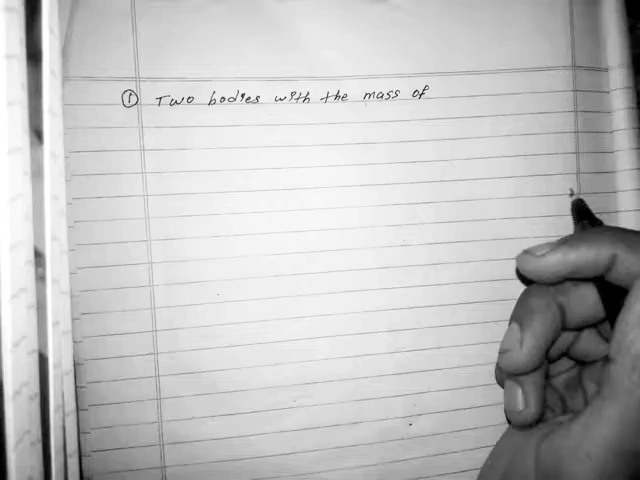 ① Two bodies with the mass of